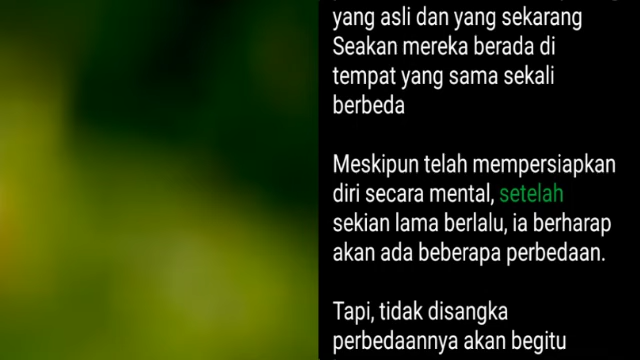 yang asli dan yang sekarang
Seakan mereka berada di
tempat yang sama sekali
berbeda
Meskipun telah mempersiapkan
diri secara mental, setelah
sekian lama berlalu, ia berharap
akan ada beberapa perbedaan.
Tapi, tidak disangka
perbedaannya akan begitu